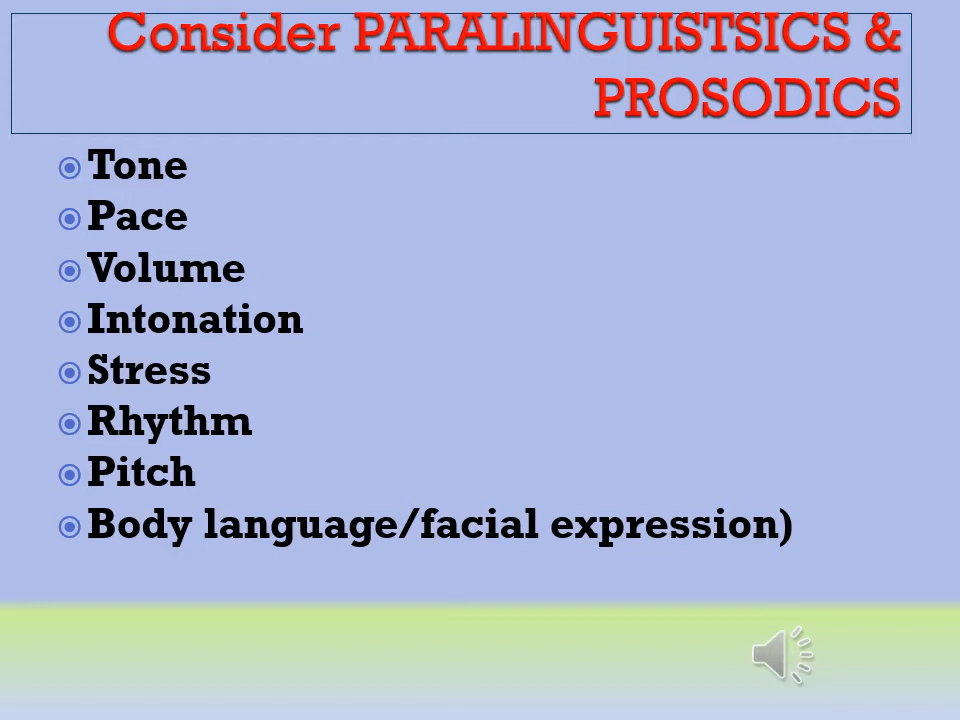 Consider PARALINGUISTSICS &
PROSODICS
Tone
Pace
Volume
Intonation
Stress
Rhythm
Pitch
Body language/facial expression)